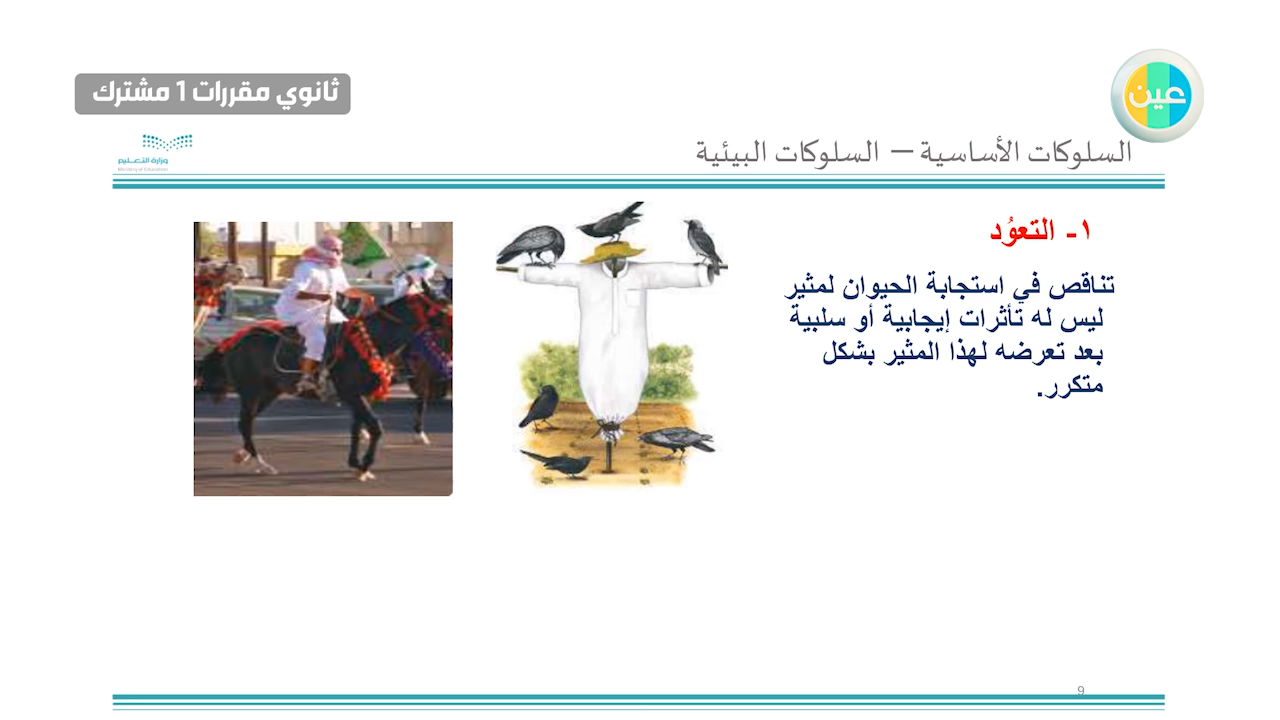 ثانوي مقررات 1 مشترك
عين
وزارة التعليم
Ministry of Education
السلوكات الأساسية – السلوكات البيئية
١- التعوُد
تناقص في استجابة الحيوان لمثير
ليس له تأثرات إيجابية أو سلبية
بعد تعرضه لهذا المثير بشكل
متكرر.
9